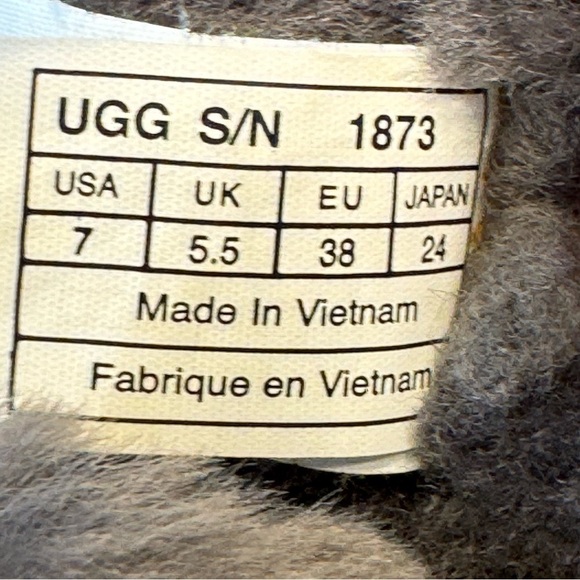 UGG S/N 1873
USA UK EU JAPAN
7 5.5 38 24
Made In Vietnam
Fabrique en Vietnam